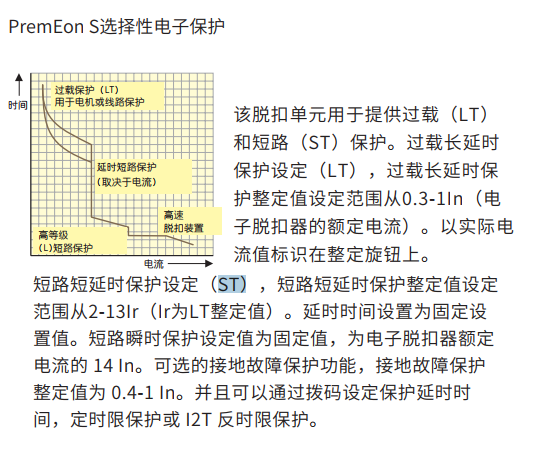 PremEon S选择性电子保护
时间
过载保护（LT）
用于电机或线路保护
延时短路保护
(取决于电流）
高速
脱扣装置
高等级
(L)短路保护
电流
该脱扣单元用于提供过载（LT）
和短路（ST）保护。过载长延时
保护设定（LT），过载长延时保
护整定值设定范围从0.3-1In（电
子脱扣器的额定电流）。以实际电
流值标识在整定旋钮上。
短路短延时保护设定（ST），短路短延时保护整定值设定
范围从2-13Ir（Ir为LT整定值）。延时时间设置为固定设
置值。短路瞬时保护设定值为固定值，为电子脱扣器额定
电流的 14 In。可选的接地故障保护功能，接地故障保护
整定值为 0.4-1 In。并且可以通过拨码设定保护延时时
间，定时限保护或 I2T 反时限保护。